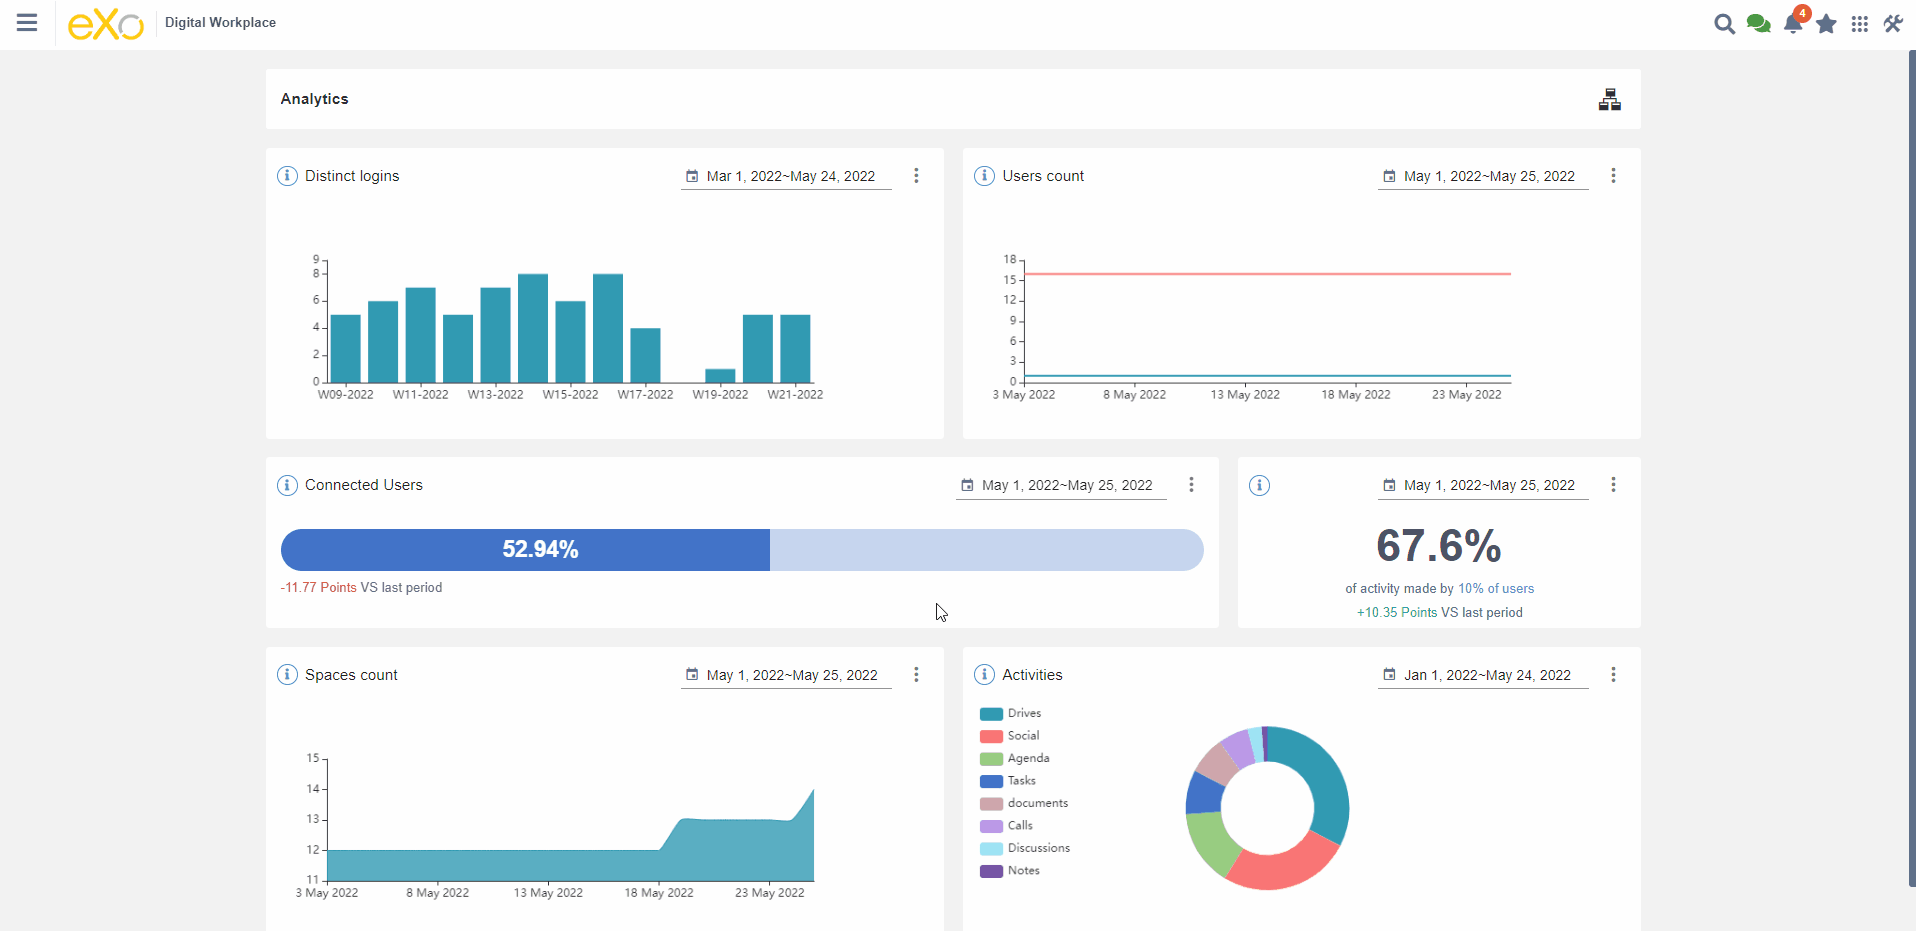 eXo
Digital Workplace
4
Analytics
Distinct logins
Mar 1, 2022~May 24, 2022
9
8
6
4
2
0
W09-2022 W11-2022 W13-2022 W15-2022 W17-2022 W19-2022 W21-2022
Users count
May 1, 2022~May 25, 2022
18
15
12
9
6
3
0
3 May 2022 8 May 2022 13 May 2022 18 May 2022 23 May 2022
Connected Users
May 1, 2022~May 25, 2022
52.94%
-11.77 Points VS last period
May 1, 2022~May 25, 2022
67.6%
of activity made by 10% of users
+10.35 Points VS last period
Spaces count
May 1, 2022~May 25, 2022
15
14
13
12
11
3 May 2022 8 May 2022 13 May 2022 18 May 2022 23 May 2022
Activities
Jan 1, 2022~May 24, 2022
Drives
Social
Agenda
Tasks
documents
Calls
Discussions
Notes